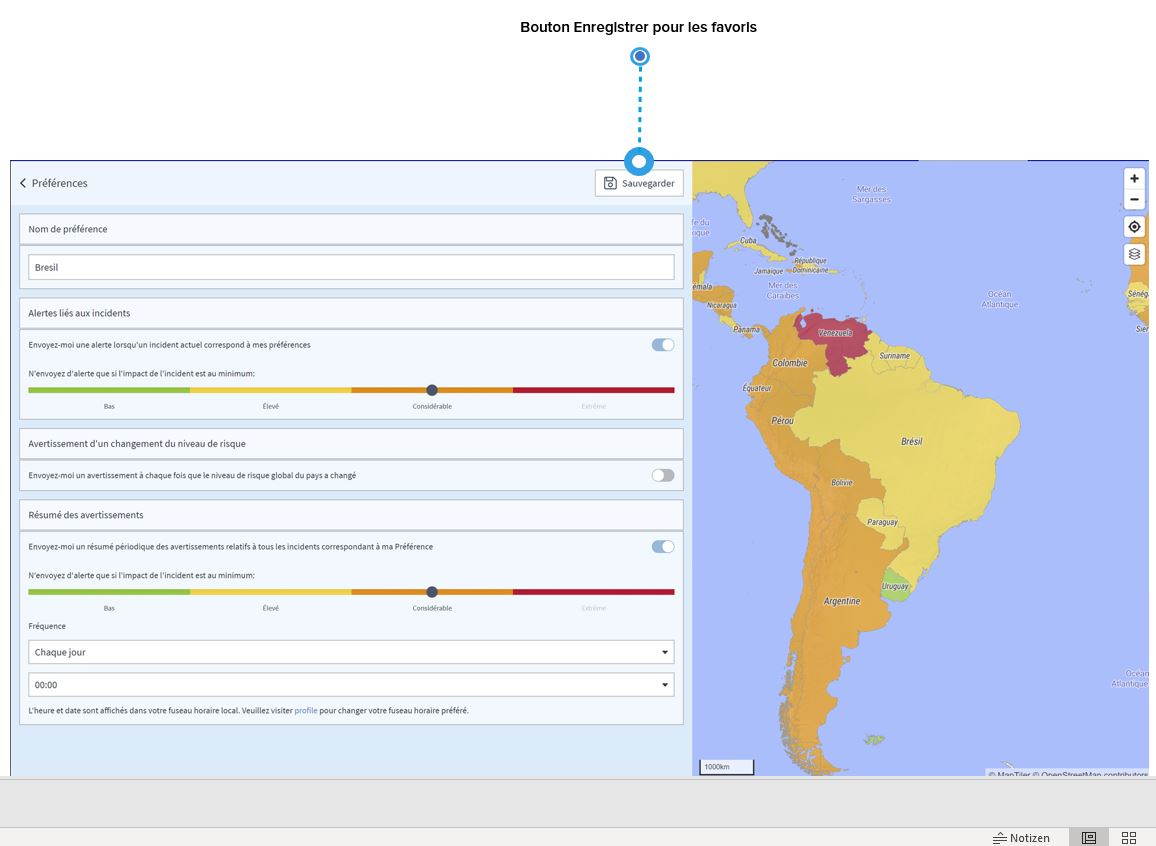 Bouton Enregistrer pour les favoris
Préférences
Sauvegarder
Nom de préférence
Bresil
Alertes liés aux incidents
Envoyez-moi une alerte lorsqu'un incident actuel correspond à mes préférences
N'envoyez d'alerte que si l'impact de l'incident est au minimum:
Bas
Élevé
Considérable
Extrême
Avertissement d'un changement du niveau de risque
Envoyez-moi un avertissement à chaque fois que le niveau de risque global du pays a changé
Résumé des avertissements
Envoyez-moi un résumé périodique des avertissements relatifs à tous les incidents correspondant à ma Préférence
N'envoyez d'alerte que si l'impact de l'incident est au minimum:
Bas
Élevé
Considérable
Extrême
Fréquence
Chaque jour
00:00
L'heure et date sont affichés dans votre fuseau horaire local. Veuillez visiter profile pour changer votre fuseau horaire préféré.
Mer des
Sargasses
fe du
xique
Cuba
République
Dominicaine
Jamaïque
Mer des
Caraïbes
émala
Nicaragua
Panama
Océan
Atlantique
Sénég
Sier
Venezuela
Colombie
Suriname
Équateur
Pérou
Brésil
Bolivie
Paraguay
Uruguay
Argentine
Océan
Atlantique
1000km
© MapTiler © OpenStreetMap contributors
Notizen